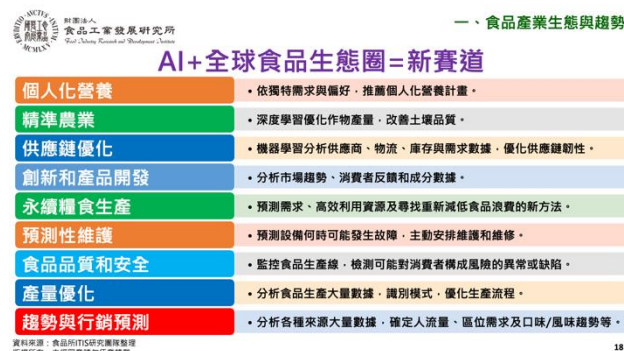 財團法人
食品工業發展研究所
Food Industry Research and Development Institute
一、食品產業生態與趨勢
AI+全球食品生態圈=新賽道
個人化營養
• 依獨特需求與偏好，推薦個人化營養計畫。
精準農業
• 深度學習優化作物產量，改善土壤品質。
供應鏈優化
• 機器學習分析供應商、物流、庫存與需求數據，優化供應鏈韌性。
創新和產品開發
• 分析市場趨勢、消費者反饋和成分數據。
永續糧食生產
• 預測需求、高效利用資源及尋找重新減低食品浪費的新方法。
預測性維護
• 預測設備何時可能發生故障，主動安排維護和維修。
食品品質和安全
• 監控食品生產線，檢測可能對消費者構成風險的異常或缺陷。
產量優化
• 分析食品生產大量數據，識別模式，優化生產流程。
趨勢與行銷預測
• 分析各種來源大量數據，確定人流量、區位需求及口味/風味趨勢等。
資料來源：食品所ITIS研究團隊整理
18